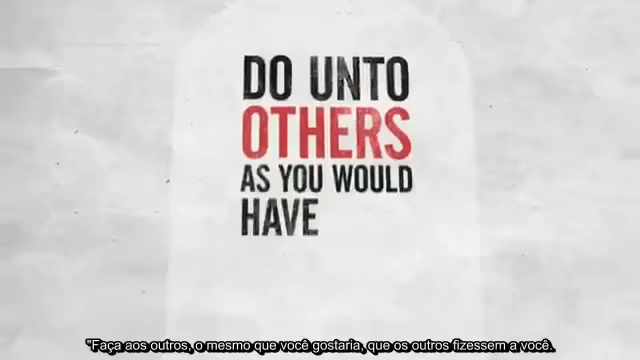 DO UNTO
OTHERS
AS YOU WOULD
HAVE
"Faça aos outros, o mesmo que você gostaria, que os outros fizessem a você.